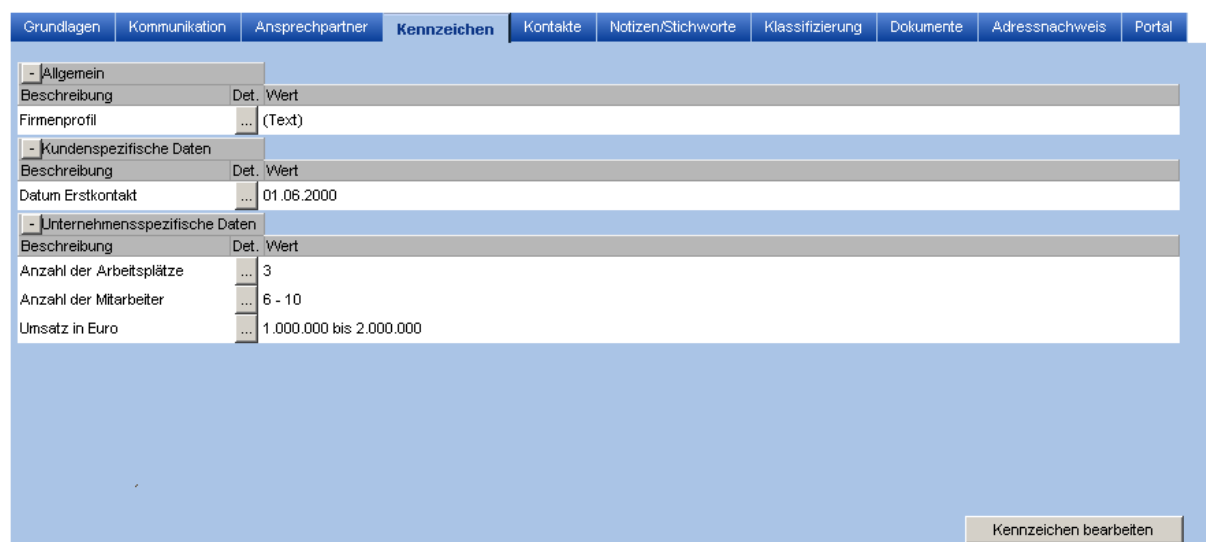 Grundlagen Kommunikation Ansprechpartner Kennzeichen Kontakte Notizen/Stichworte Klassifizierung Dokumente Adressnachweis Portal
- Allgemein
Beschreibung Det. Wert
Firmenprofil ... (Text)
- Kundenspezifische Daten
Beschreibung Det. Wert
Datum Erstkontakt ... 01.06.2000
- Unternehmensspezifische Daten
Beschreibung Det. Wert
Anzahl der Arbeitsplätze ... 3
Anzahl der Mitarbeiter ... 6 - 10
Umsatz in Euro ... 1.000.000 bis 2.000.000
Kennzeichen bearbeiten